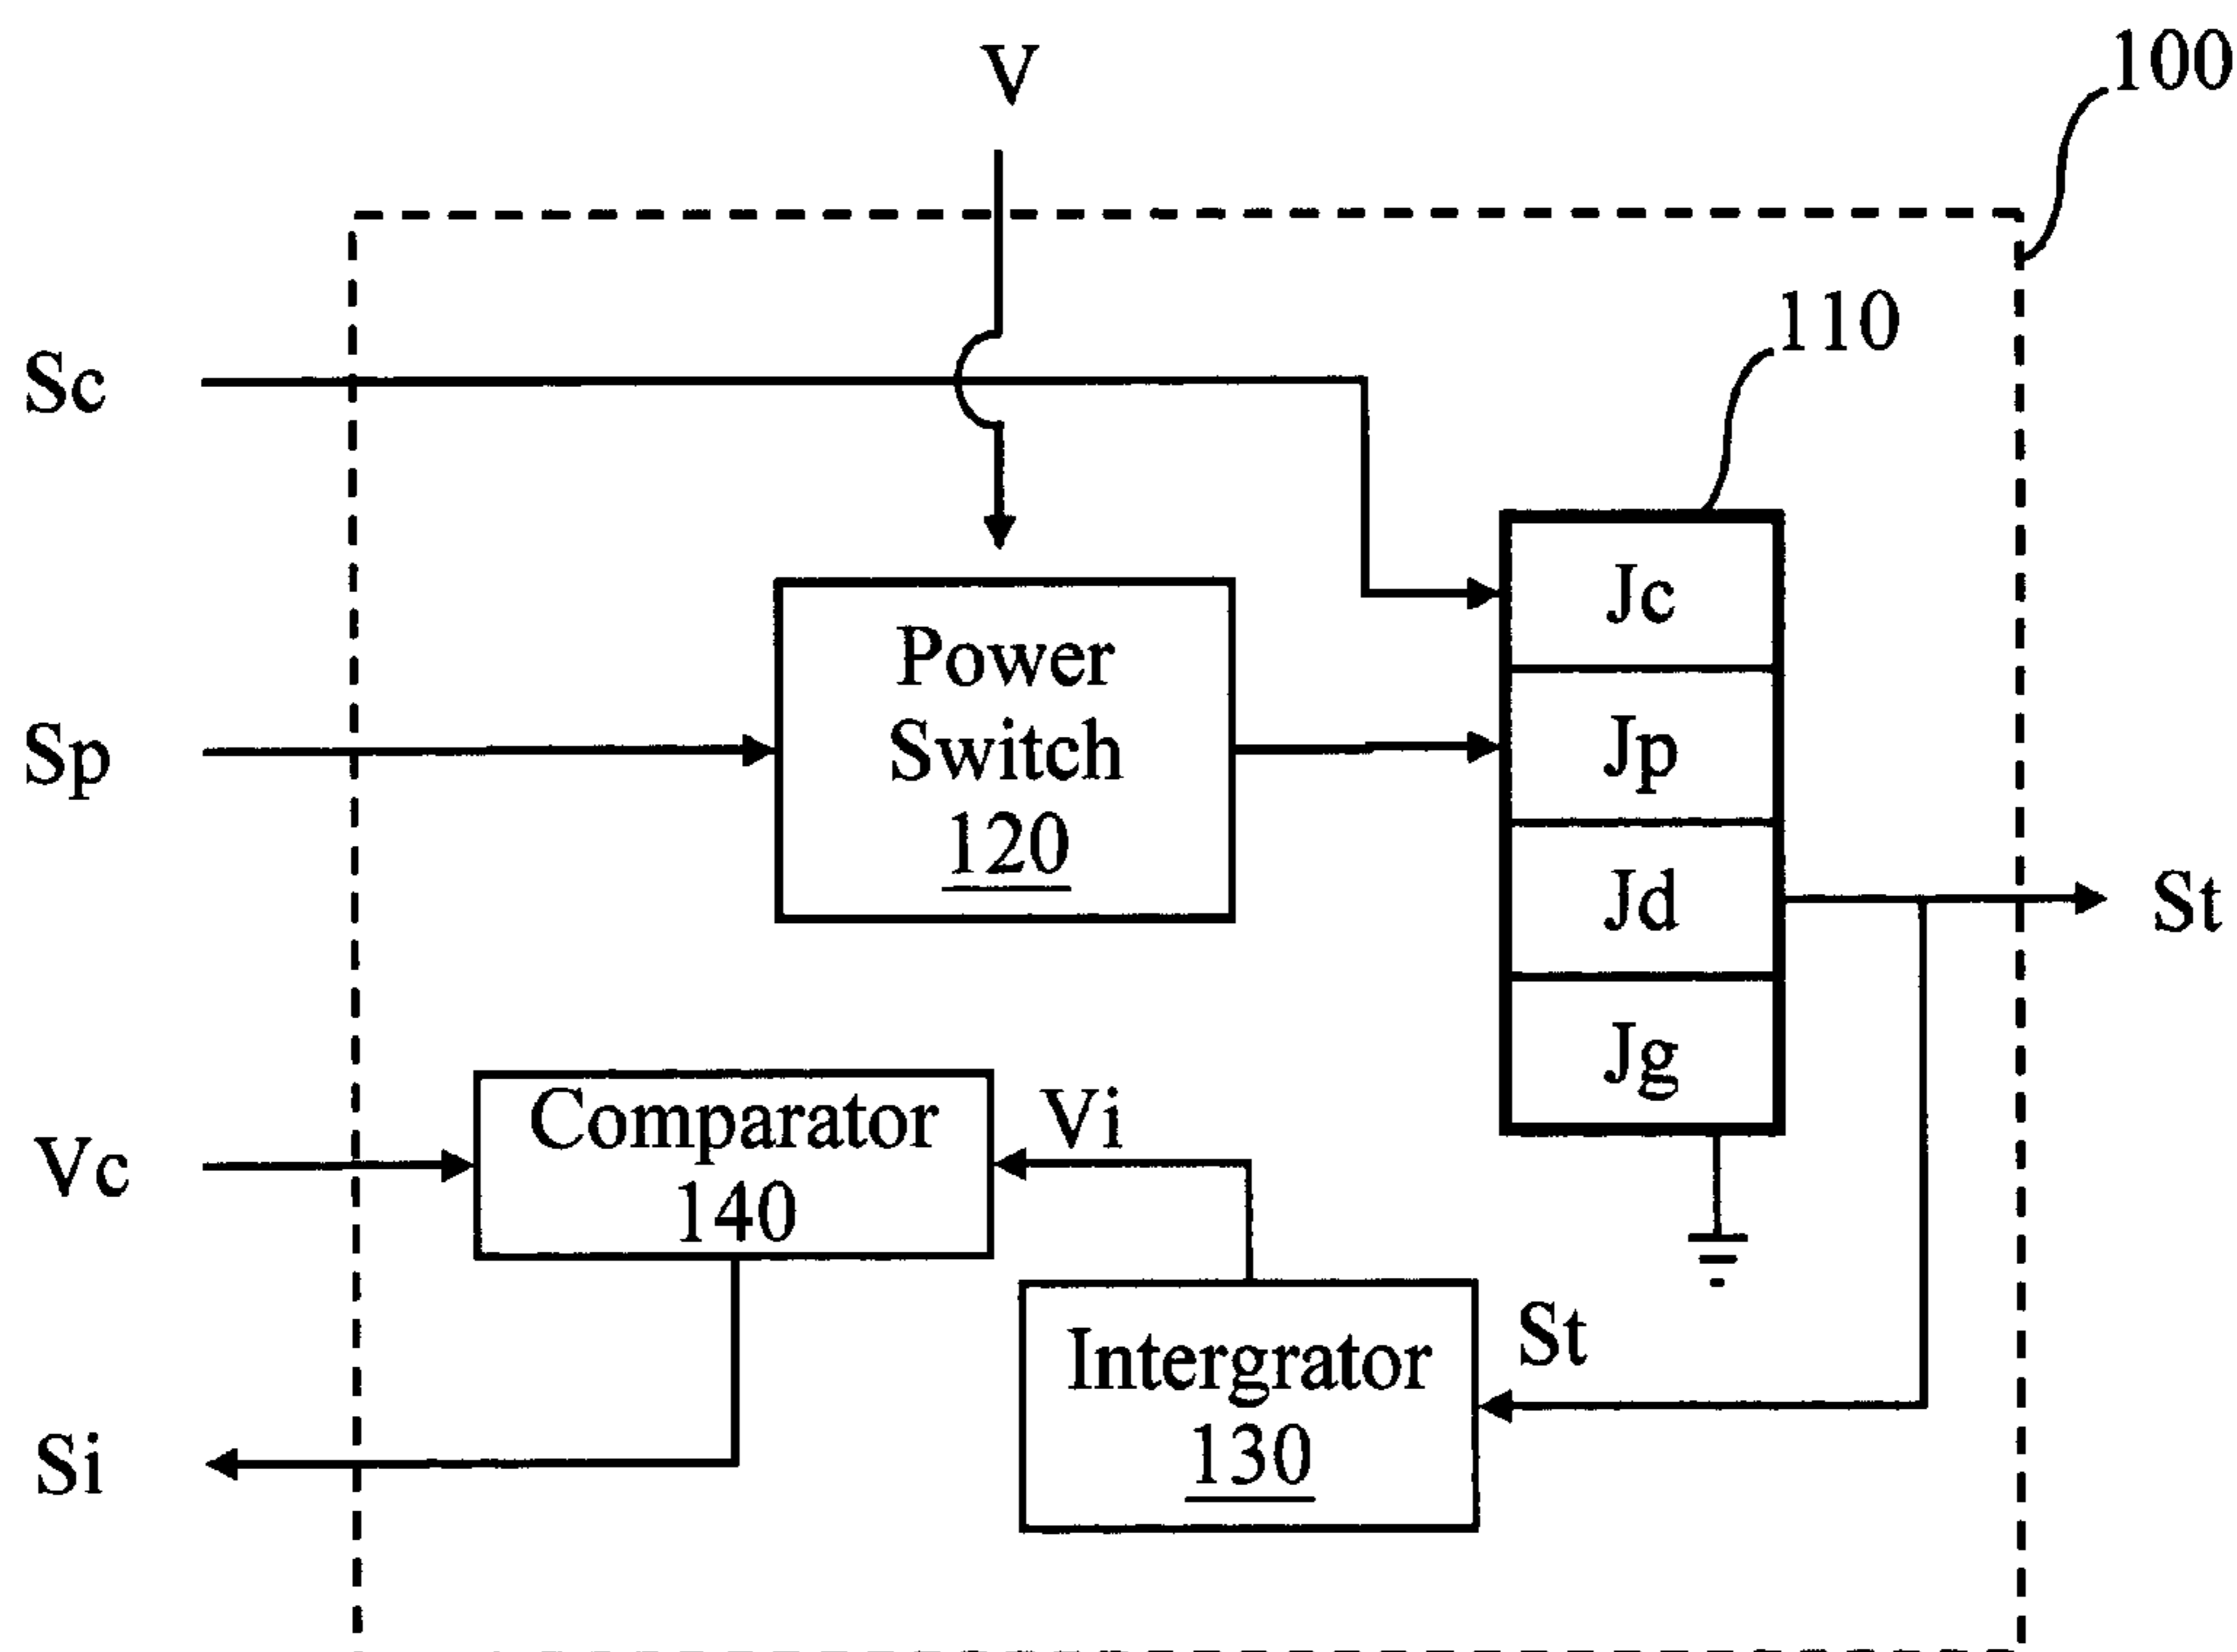 V
100
110
Sc
Jc
Power
Switch
120
Sp
Jp
Jd
St
Jg
Comparator
140
Vi
Vc
Intergrator
130
St
Si